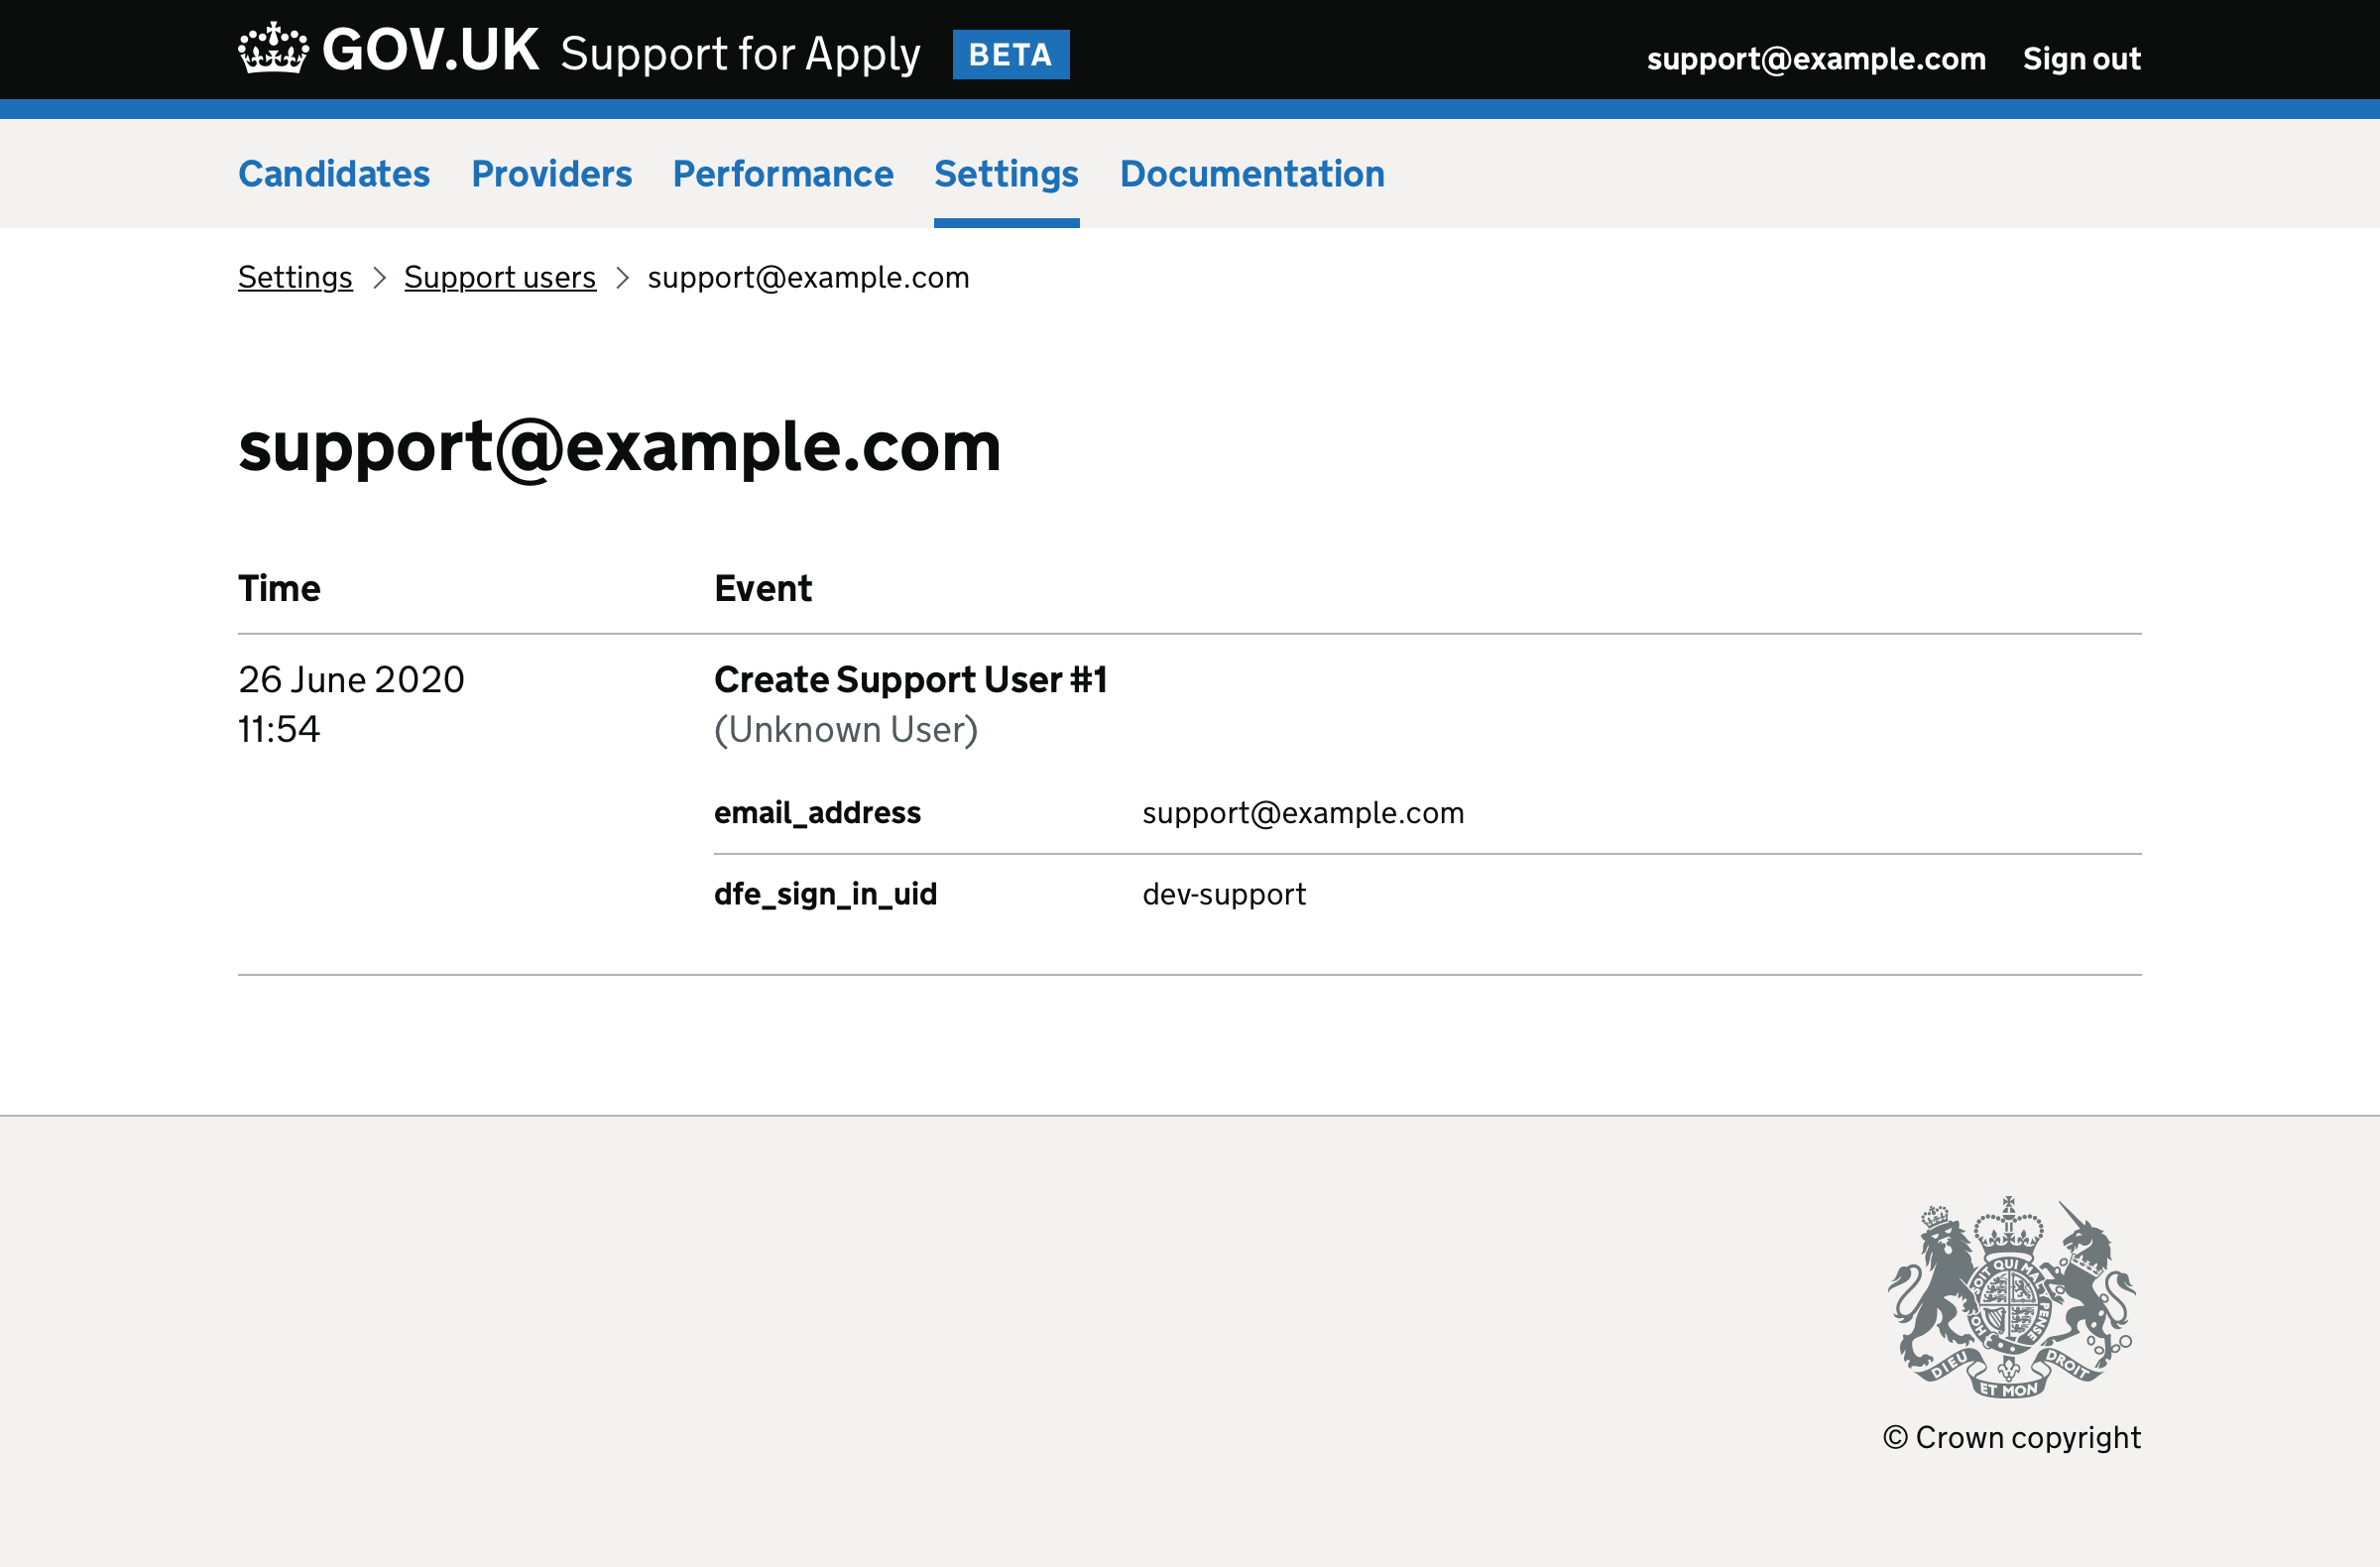 GOV.UK Support for Apply BETA support@example.com Sign out
Candidates Providers Performance Settings Documentation
Settings Support users support@example.com
support@example.com
Time Event
26 June 2020 Create Support User #1
11:54 (Unknown User)
email_address support@example.com
dfe_sign_in_uid dev-support
SOIT QUI MAL Y PENSE
HO
DIEU ET MON DROIT
© Crown copyright